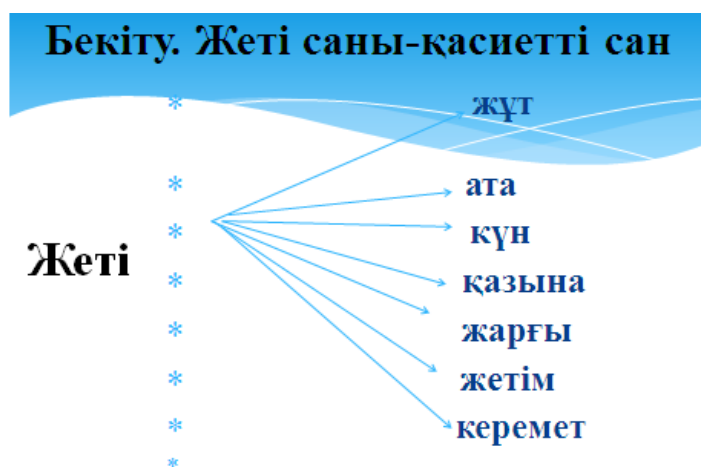 Бекіту. Жеті саны-қасиетті сан
* жұт
* ата
* күн
Жеті
* қазына
* жарғы
* жетім
* керемет
*